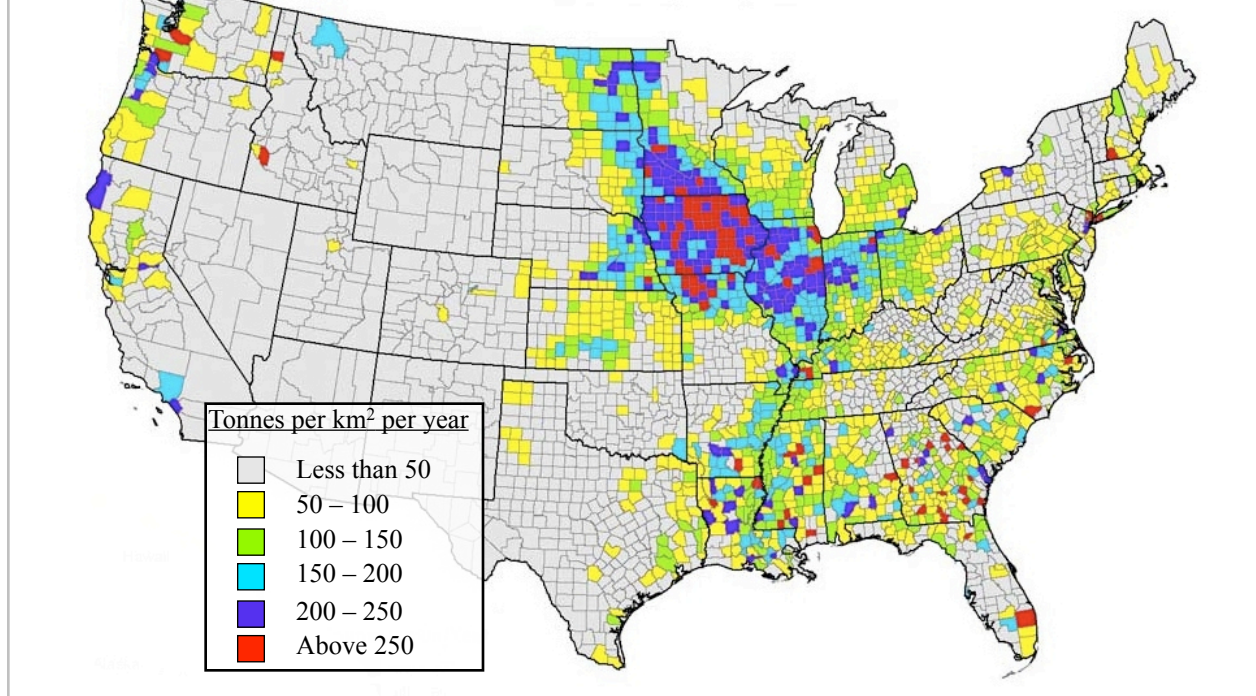 Tonnes per km² per year
Less than 50
50 – 100
100 – 150
150 – 200
200 – 250
Above 250